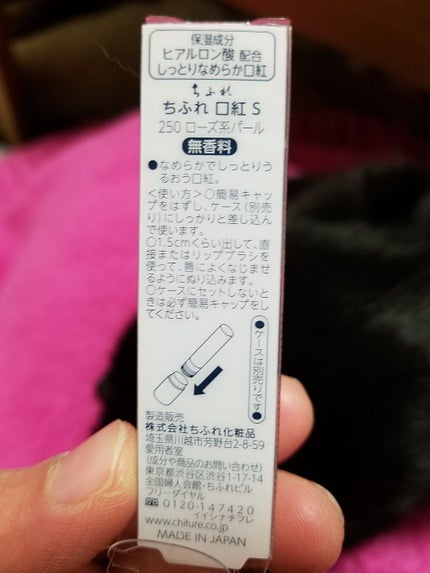 保湿成分
ヒアルロン酸 配合
しっとりなめらか口紅
ちふれ
ちふれ 口紅 S
250 ローズ系パール
無香料
●なめらかでしっとりう
るおう口紅。
＜使い方＞○簡易キャッ
プをはずし、ケース(別売
り)にしっかりと差し込ん
で使います。
○1.5cmくらい出して、直
接またはリップブラシを
使って、唇によくなじませ
るようにぬり込みます。
○ケースにセットしないと
きは必ず簡易キャップをし
てください。
●ケースは別売りです●
製造販売
株式会社ちふれ化粧品
埼玉県川越市芳野台2-8-59
愛用者室
(成分や商品のお問い合わせ)
東京都渋谷区渋谷1-17-14
全国婦人会館・ちふれビル
フリーダイヤル
0120-147420
イイシナチフレ
www.chifure.co.jp
MADE IN JAPAN